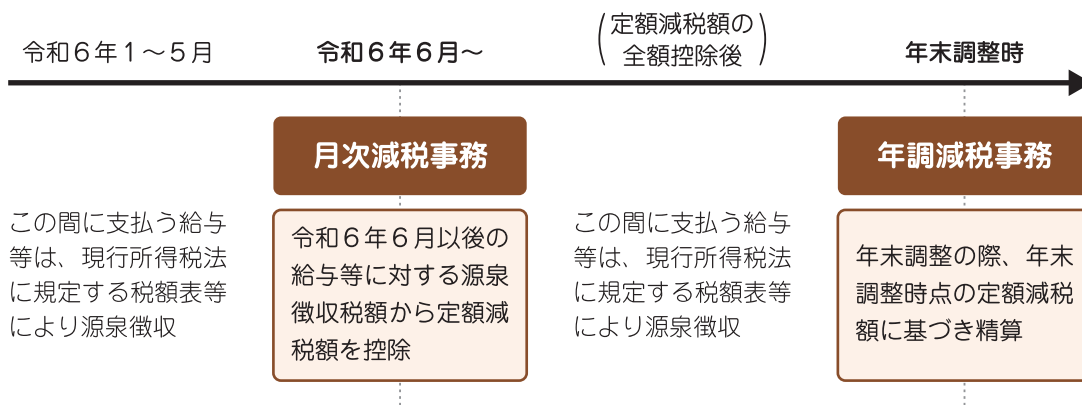 令和６年１～５月
令和６年６月～
（定額減税額の
全額控除後）
年末調整時
月次減税事務
年調減税事務
この間に支払う給与
等は、現行所得税法
に規定する税額表等
により源泉徴収
令和６年６月以後の
給与等に対する源泉
徴収税額から定額減
税額を控除
この間に支払う給与
等は、現行所得税法
に規定する税額表等
により源泉徴収
年末調整の際、年末
調整時点の定額減税
額に基づき精算